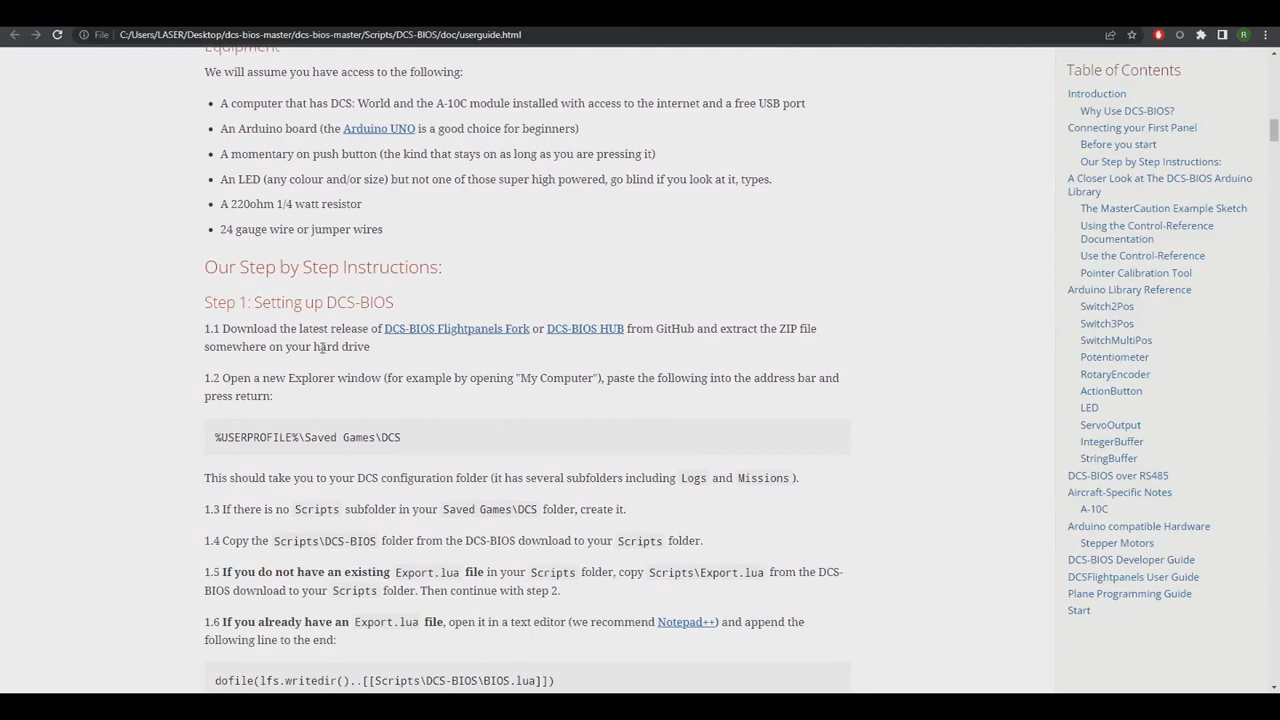 File C:/Users/LASER/Desktop/dcs-bios-master/dcs-bios-master/Scripts/DCS-BIOS/doc/userguide.html
R
Equipment
We will assume you have access to the following:
• A computer that has DCS: World and the A-10C module installed with access to the internet and a free USB port
• An Arduino board (the Arduino UNO is a good choice for beginners)
• A momentary on push button (the kind that stays on as long as you are pressing it)
• An LED (any colour and/or size) but not one of those super high powered, go blind if you look at it, types.
• A 220ohm 1/4 watt resistor
• 24 gauge wire or jumper wires
Our Step by Step Instructions:
Step 1: Setting up DCS-BIOS
1.1 Download the latest release of DCS-BIOS Flightpanels Fork or DCS-BIOS HUB from GitHub and extract the ZIP file
somewhere on your hard drive
1.2 Open a new Explorer window (for example by opening "My Computer"), paste the following into the address bar and
press return:
%USERPROFILE%\Saved Games\DCS
This should take you to your DCS configuration folder (it has several subfolders including Logs and Missions ).
1.3 If there is no Scripts subfolder in your Saved Games\DCS folder, create it.
1.4 Copy the Scripts\DCS-BIOS folder from the DCS-BIOS download to your Scripts folder.
1.5 If you do not have an existing Export.lua file in your Scripts folder, copy Scripts\Export.lua from the DCS-
BIOS download to your Scripts folder. Then continue with step 2.
1.6 If you already have an Export.lua file, open it in a text editor (we recommend Notepad++) and append the
following line to the end:
dofile(lfs.writedir()..[[Scripts\DCS-BIOS\BIOS.lua]])
Table of Contents
Introduction
Why Use DCS-BIOS?
Connecting your First Panel
Before you start
Our Step by Step Instructions:
A Closer Look at The DCS-BIOS Arduino
Library
The MasterCaution Example Sketch
Using the Control-Reference
Documentation
Use the Control-Reference
Pointer Calibration Tool
Arduino Library Reference
Switch2Pos
Switch3Pos
SwitchMultiPos
Potentiometer
RotaryEncoder
ActionButton
LED
ServoOutput
IntegerBuffer
StringBuffer
DCS-BIOS over RS485
Aircraft-Specific Notes
A-10C
Arduino compatible Hardware
Stepper Motors
DCS-BIOS Developer Guide
DCSFlightpanels User Guide
Plane Programming Guide
Start